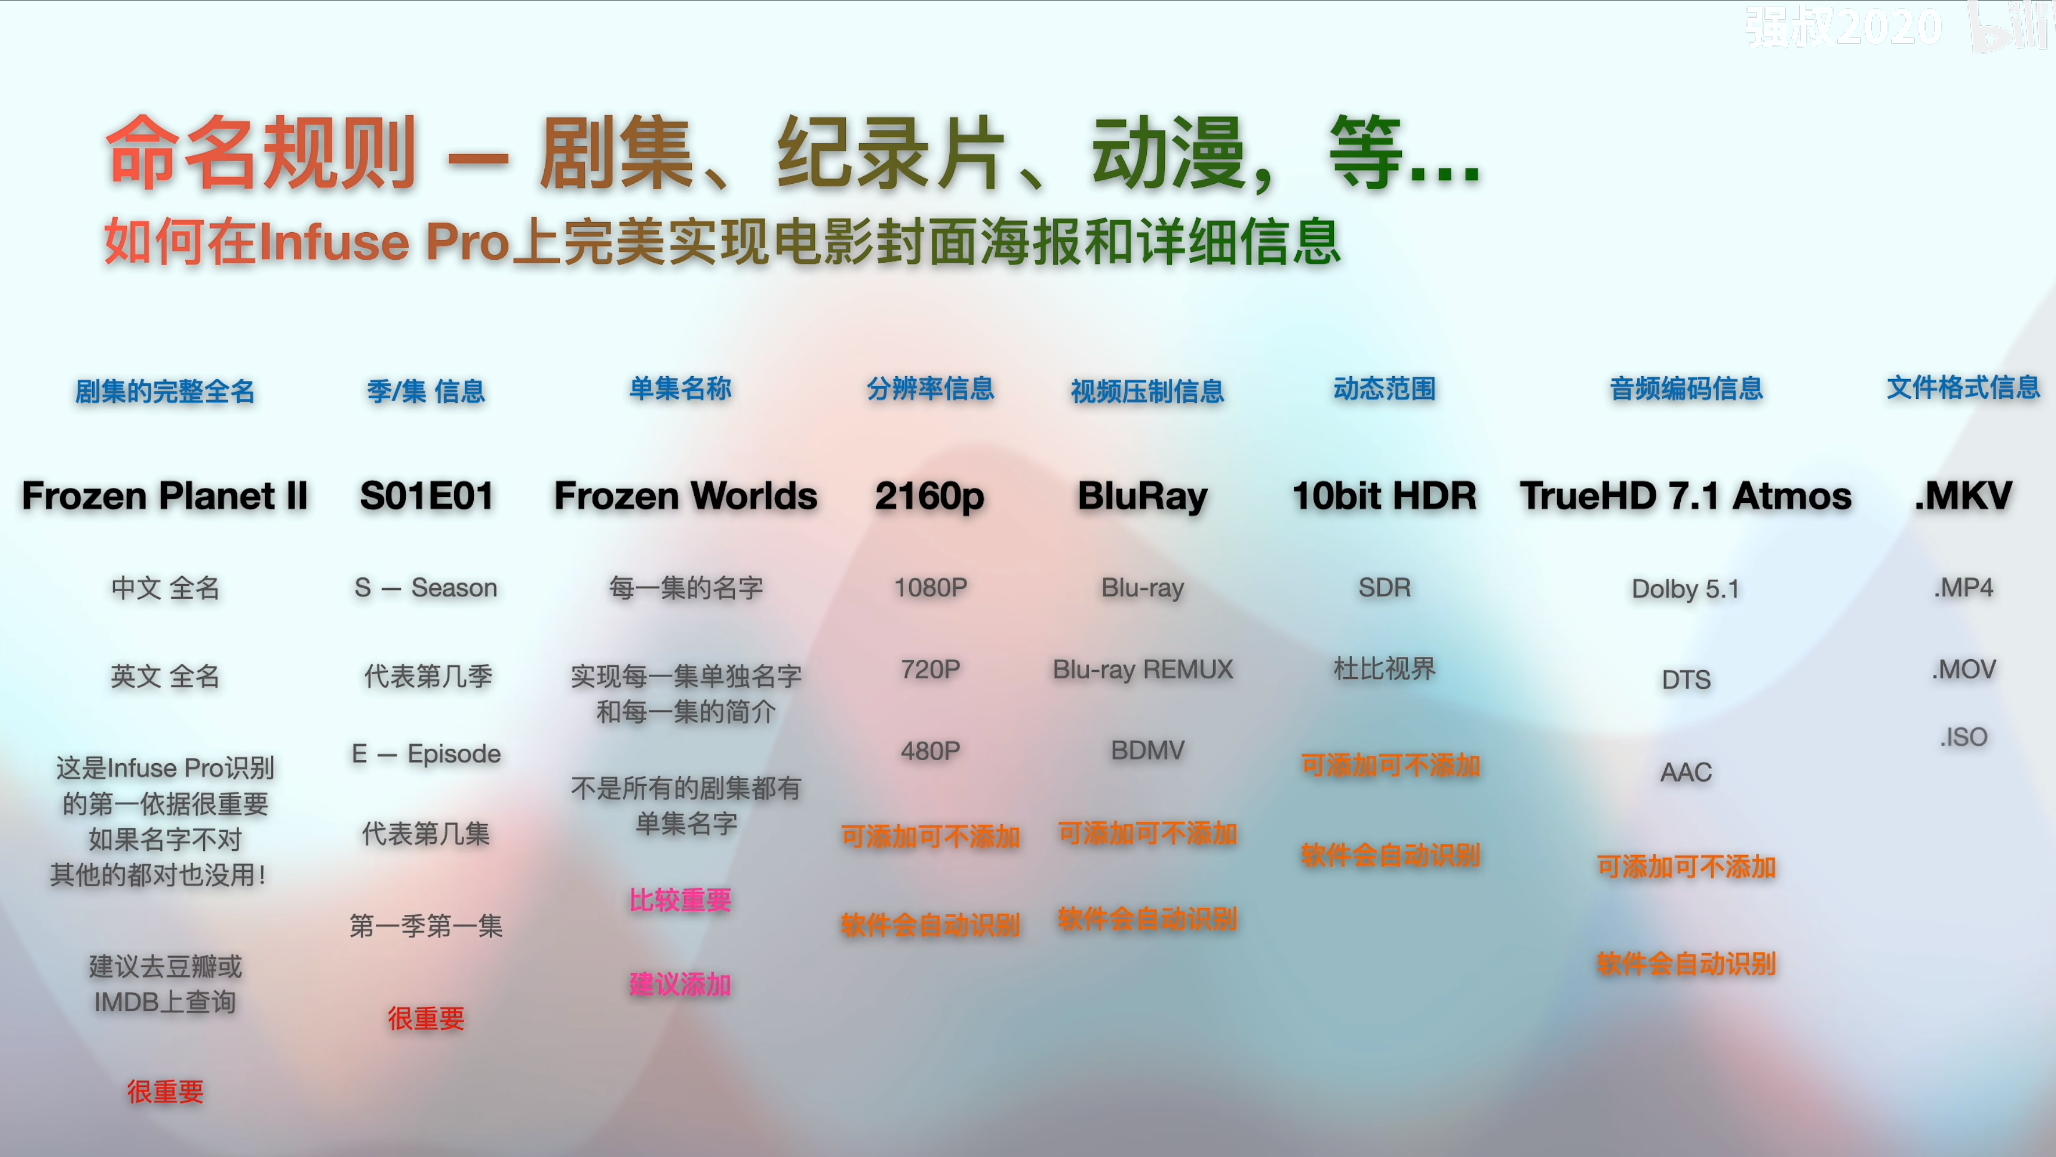 强叔2020 bili
命名规则 — 剧集、纪录片、动漫，等...
如何在Infuse Pro上完美实现电影封面海报和详细信息
剧集的完整全名
Frozen Planet II
中文 全名
英文 全名
这是Infuse Pro识别
的第一依据很重要
如果名字不对
其他的都对也没用！
建议去豆瓣或
IMDB上查询
很重要
季/集 信息
S01E01
S — Season
代表第几季
E — Episode
代表第几集
第一季第一集
很重要
单集名称
Frozen Worlds
每一集的名字
实现每一集单独名字
和每一集的简介
不是所有的剧集都有
单集名字
比较重要
建议添加
分辨率信息
2160p
1080P
720P
480P
可添加可不添加
软件会自动识别
视频压制信息
BluRay
Blu-ray
Blu-ray REMUX
BDMV
可添加可不添加
软件会自动识别
动态范围
10bit HDR
SDR
杜比视界
可添加可不添加
软件会自动识别
音频编码信息
TrueHD 7.1 Atmos
Dolby 5.1
DTS
AAC
可添加可不添加
软件会自动识别
文件格式信息
.MKV
.MP4
.MOV
.ISO